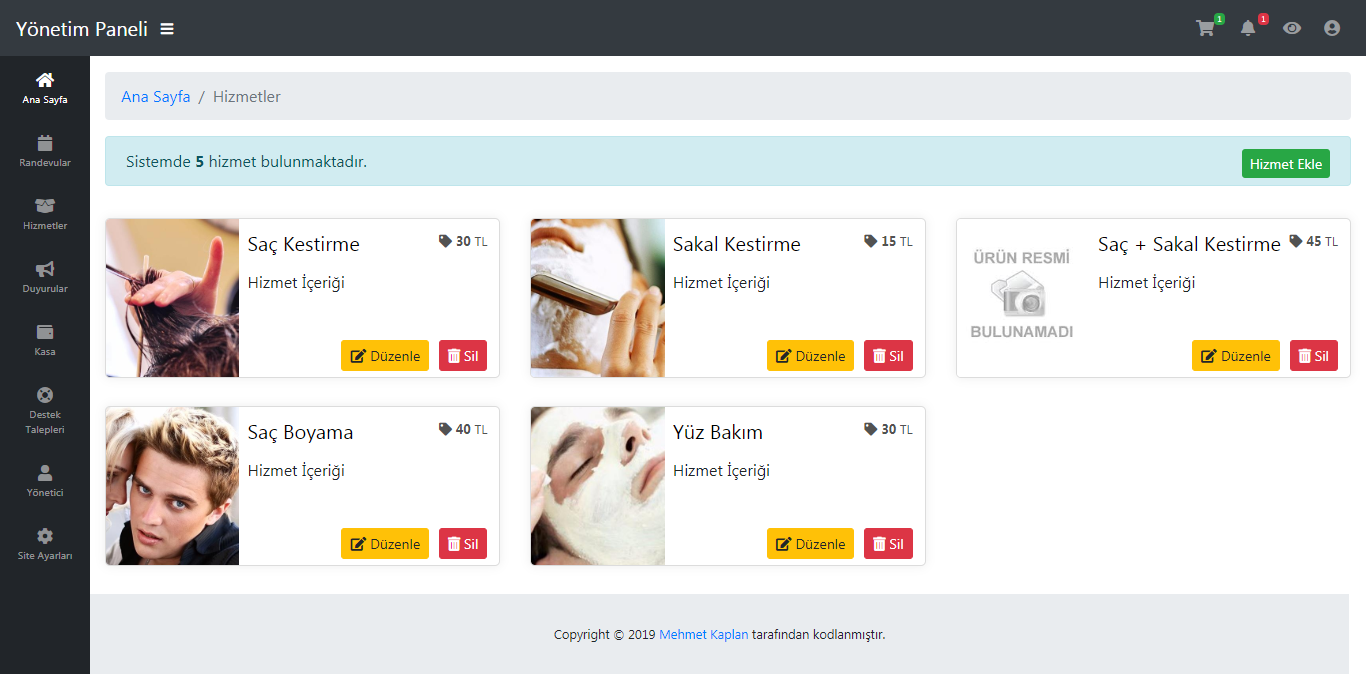 Yönetim Paneli
1
1
Ana Sayfa
Randevular
Hizmetler
Duyurular
Kasa
Destek
Talepleri
Yönetici
Site Ayarları
Ana Sayfa / Hizmetler
Sistemde 5 hizmet bulunmaktadır.
Hizmet Ekle
Saç Kestirme 30 TL
Hizmet İçeriği
Düzenle Sil
Sakal Kestirme 15 TL
Hizmet İçeriği
Düzenle Sil
ÜRÜN RESMİ
BULUNAMADI
Saç + Sakal Kestirme 45 TL
Hizmet İçeriği
Düzenle Sil
Saç Boyama 40 TL
Hizmet İçeriği
Düzenle Sil
Yüz Bakım 30 TL
Hizmet İçeriği
Düzenle Sil
Copyright © 2019 Mehmet Kaplan tarafından kodlanmıştır.